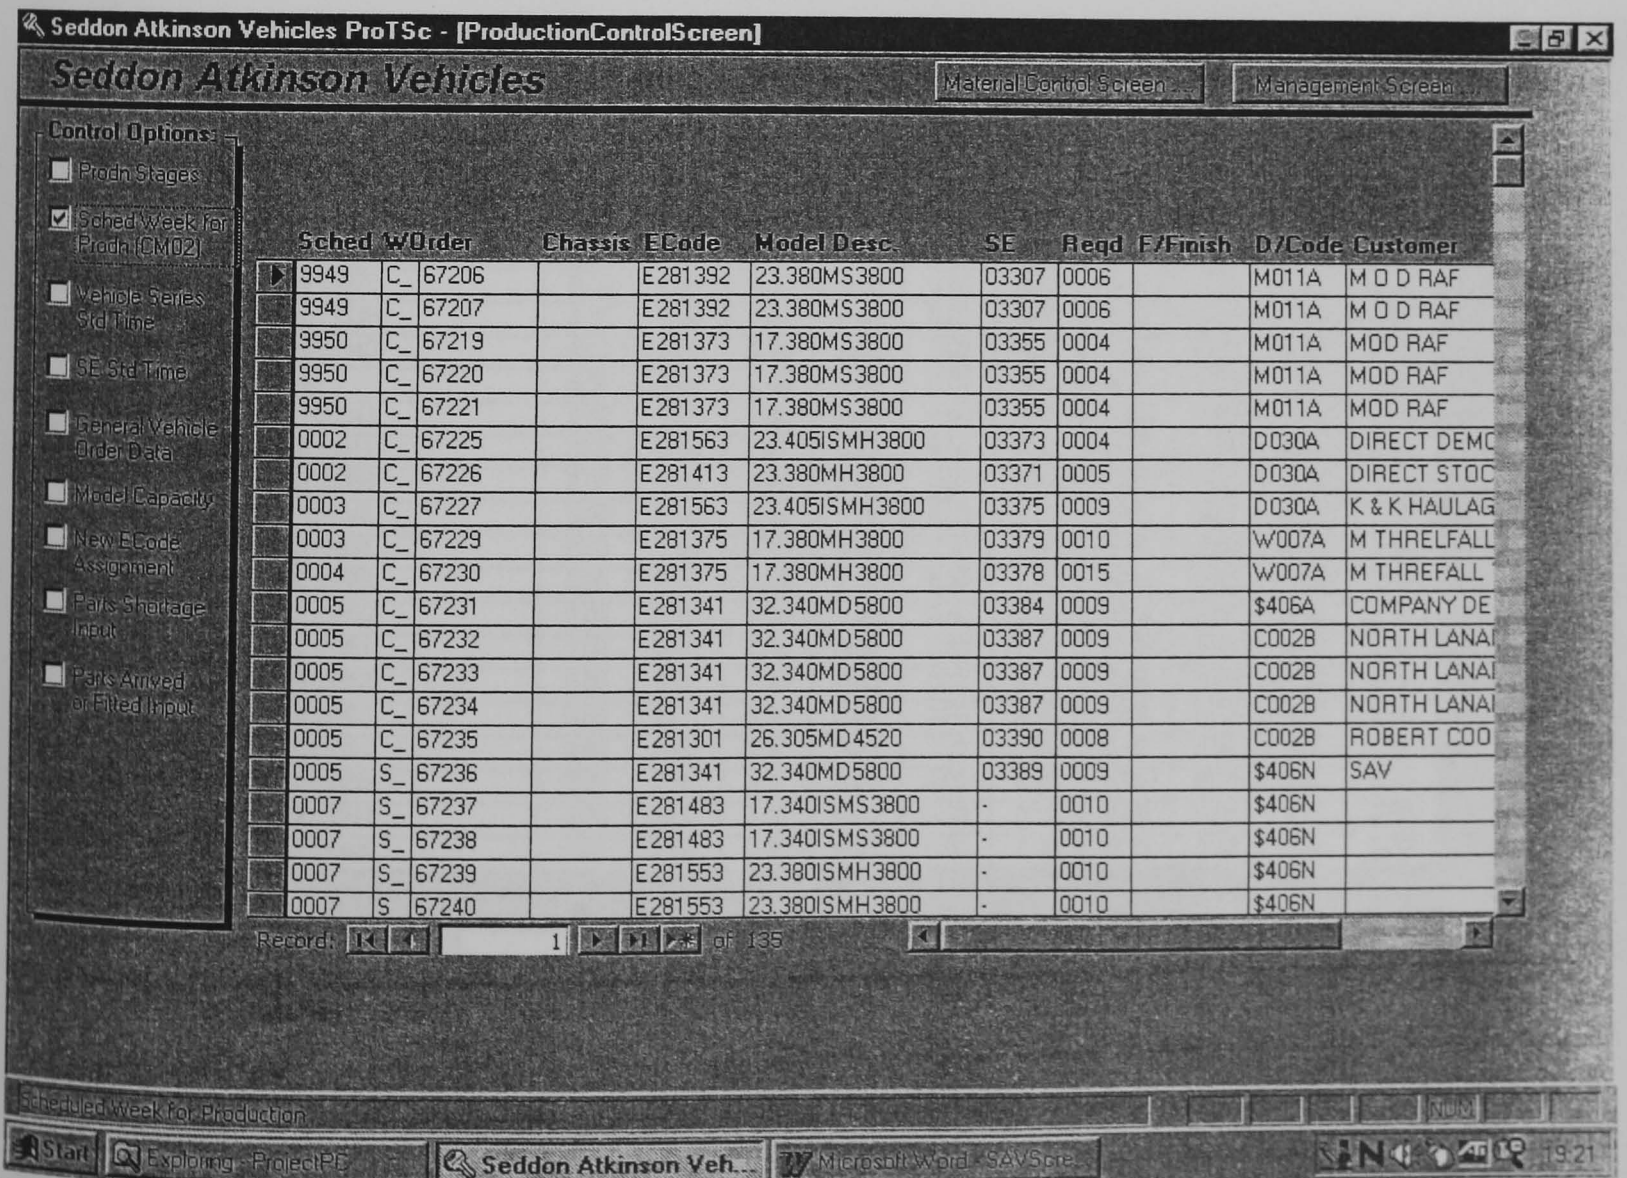 Seddon Atkinson Vehicles ProTSc - [ProductionControlScreen]
Seddon Atkinson Vehicles
Material Control Screen ... Management Screen ...
Control Options:
Prodn Stages
Sched Week for
Prodn (CM02)
Vehicle Series
Std Time
SE Std Time
General Vehicle
Order Data
Model Capacity
New ECode
Assignment
Parts Shortage
Input
Parts Arrived
or Fitted Input
Sched WOrder Chassis ECode Model Desc. SE Reqd F/Finish D/Code Customer
9949 C_ 67206 E281392 23.380MS3800 03307 0006 M011A M O D RAF
9949 C_ 67207 E281392 23.380MS3800 03307 0006 M011A M O D RAF
9950 C_ 67219 E281373 17.380MS3800 03355 0004 M011A MOD RAF
9950 C_ 67220 E281373 17.380MS3800 03355 0004 M011A MOD RAF
9950 C_ 67221 E281373 17.380MS3800 03355 0004 M011A MOD RAF
0002 C_ 67225 E281563 23.405ISMH3800 03373 0004 D030A DIRECT DEMO
0002 C_ 67226 E281413 23.380MH3800 03371 0005 D030A DIRECT STOC
0003 C_ 67227 E281563 23.405ISMH3800 03375 0009 D030A K & K HAULAG
0003 C_ 67229 E281375 17.380MH3800 03379 0010 W007A M THRELFALL
0004 C_ 67230 E281375 17.380MH3800 03378 0015 W007A M THREFALL
0005 C_ 67231 E281341 32.340MD5800 03384 0009 $406A COMPANY DE
0005 C_ 67232 E281341 32.340MD5800 03387 0009 C002B NORTH LANA
0005 C_ 67233 E281341 32.340MD5800 03387 0009 C002B NORTH LANA
0005 C_ 67234 E281341 32.340MD5800 03387 0009 C002B NORTH LANA
0005 C_ 67235 E281301 26.305MD4520 03390 0008 C002B ROBERT COO
0005 S_ 67236 E281341 32.340MD5800 03389 0009 $406N SAV
0007 S_ 67237 E281483 17.340ISMS3800 - 0010 $406N
0007 S_ 67238 E281483 17.340ISMS3800 - 0010 $406N
0007 S_ 67239 E281553 23.380ISMH3800 - 0010 $406N
0007 S 67240 E281553 23.380ISMH3800 - 0010 $406N
Record: 1 of 135
Scheduled Week for Production NUM
Start Exploring - ProjectPC Seddon Atkinson Veh... Microsoft Word - SAVScre... 19:21